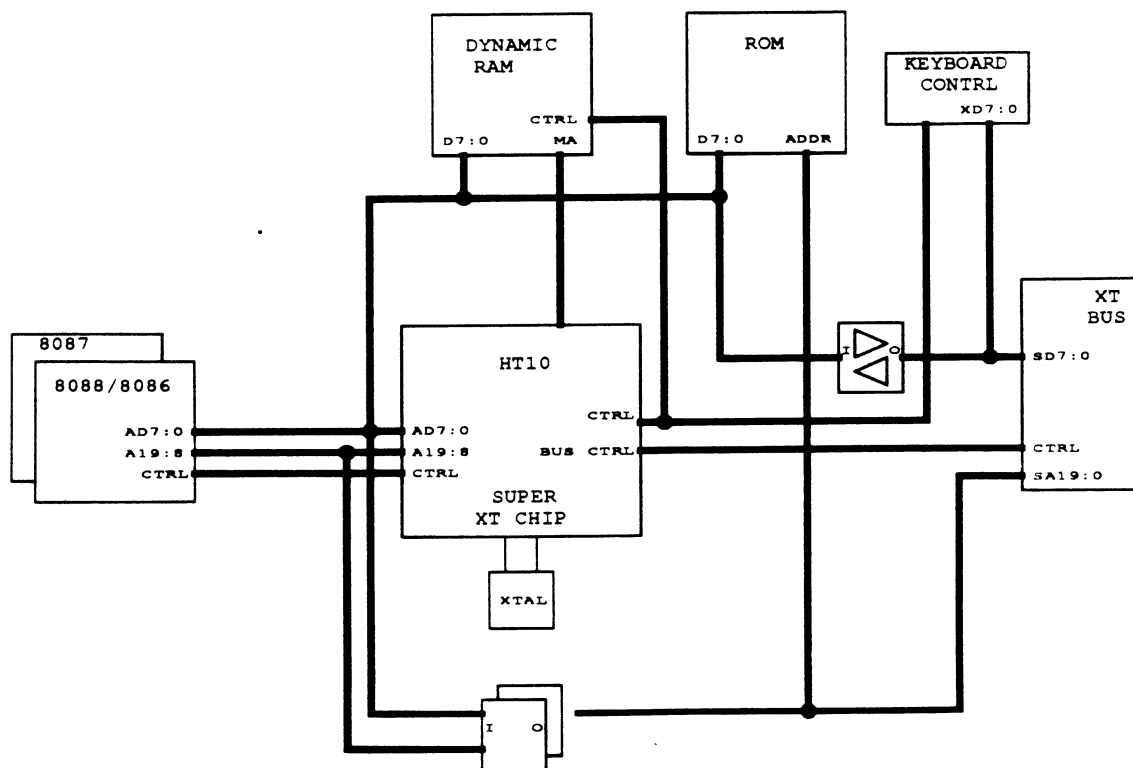 DYNAMIC
RAM
CTRL
D7:0
MA
ROM
D7:0
ADDR
KEYBOARD
CONTRL
XD7:0
XT
BUS
SD7:0
CTRL
SA19:0
I
O
8087
8088/8086
AD7:0
A19:8
CTRL
HT10
AD7:0
A19:8
CTRL
CTRL
BUS CTRL
SUPER
XT CHIP
XTAL
I
O